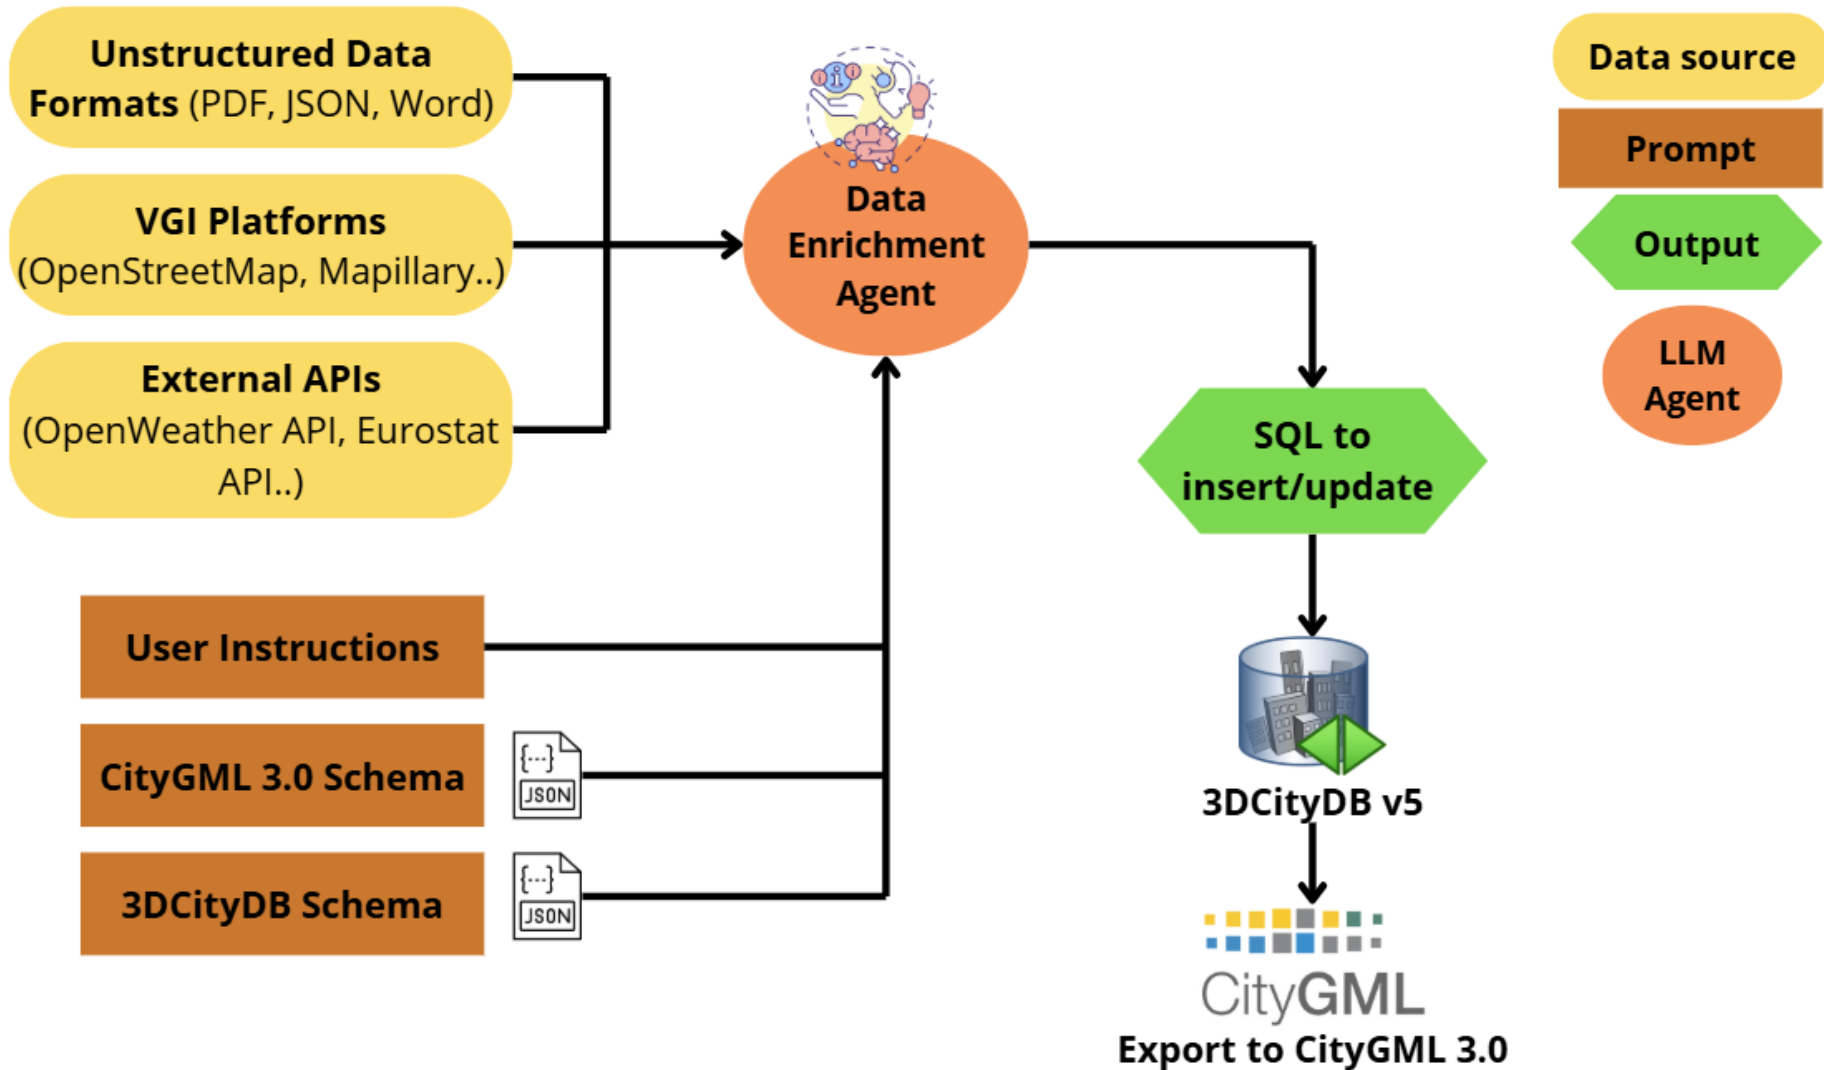 Unstructured Data
Formats (PDF, JSON, Word)
VGI Platforms
(OpenStreetMap, Mapillary..)
External APIs
(OpenWeather API, Eurostat
API..)
User Instructions
CityGML 3.0 Schema
{---}
JSON
3DCityDB Schema
{---}
JSON
i
i
i
Data
Enrichment
Agent
SQL to
insert/update
3DCityDB v5
CityGML
Export to CityGML 3.0
Data source
Prompt
Output
LLM
Agent